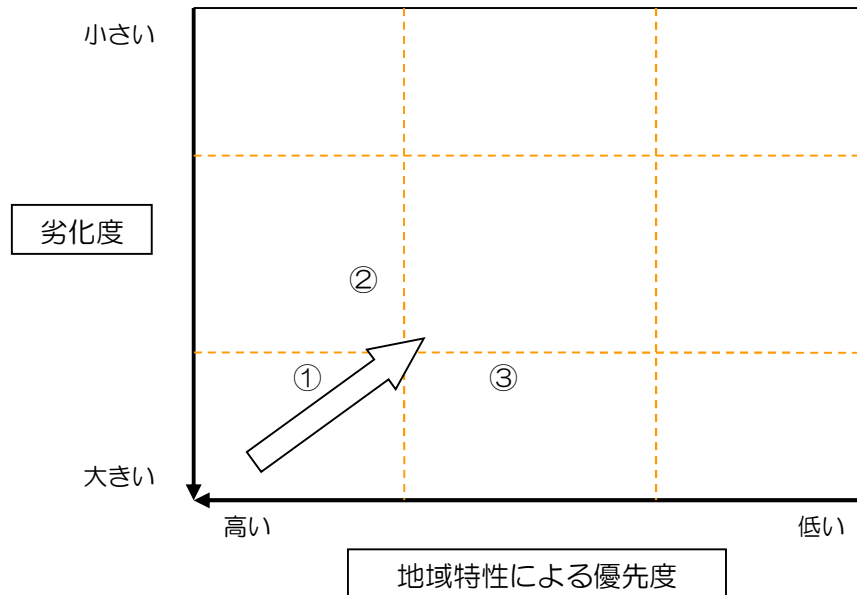 小さい
劣化度
②
①
③
大きい
高い
低い
地域特性による優先度